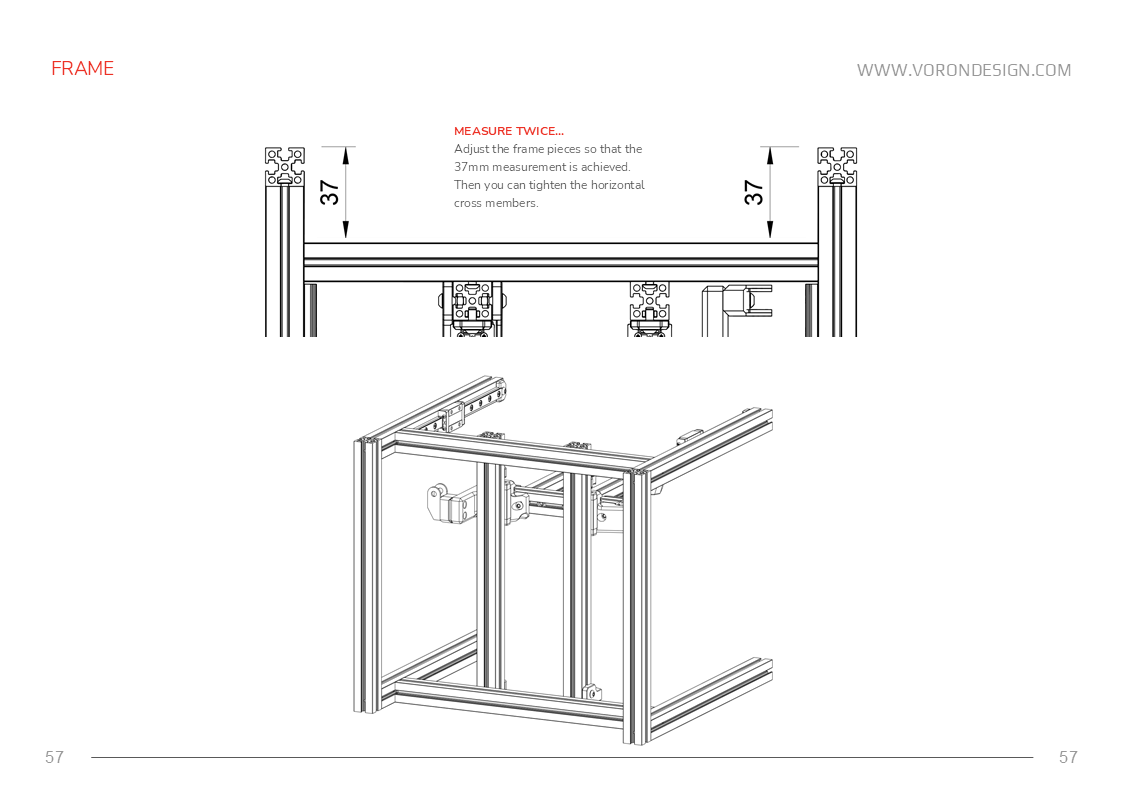 FRAME
WWW.VORONDESIGN.COM
MEASURE TWICE...
Adjust the frame pieces so that the
37mm measurement is achieved.
Then you can tighten the horizontal
cross members.
37
37
57
57